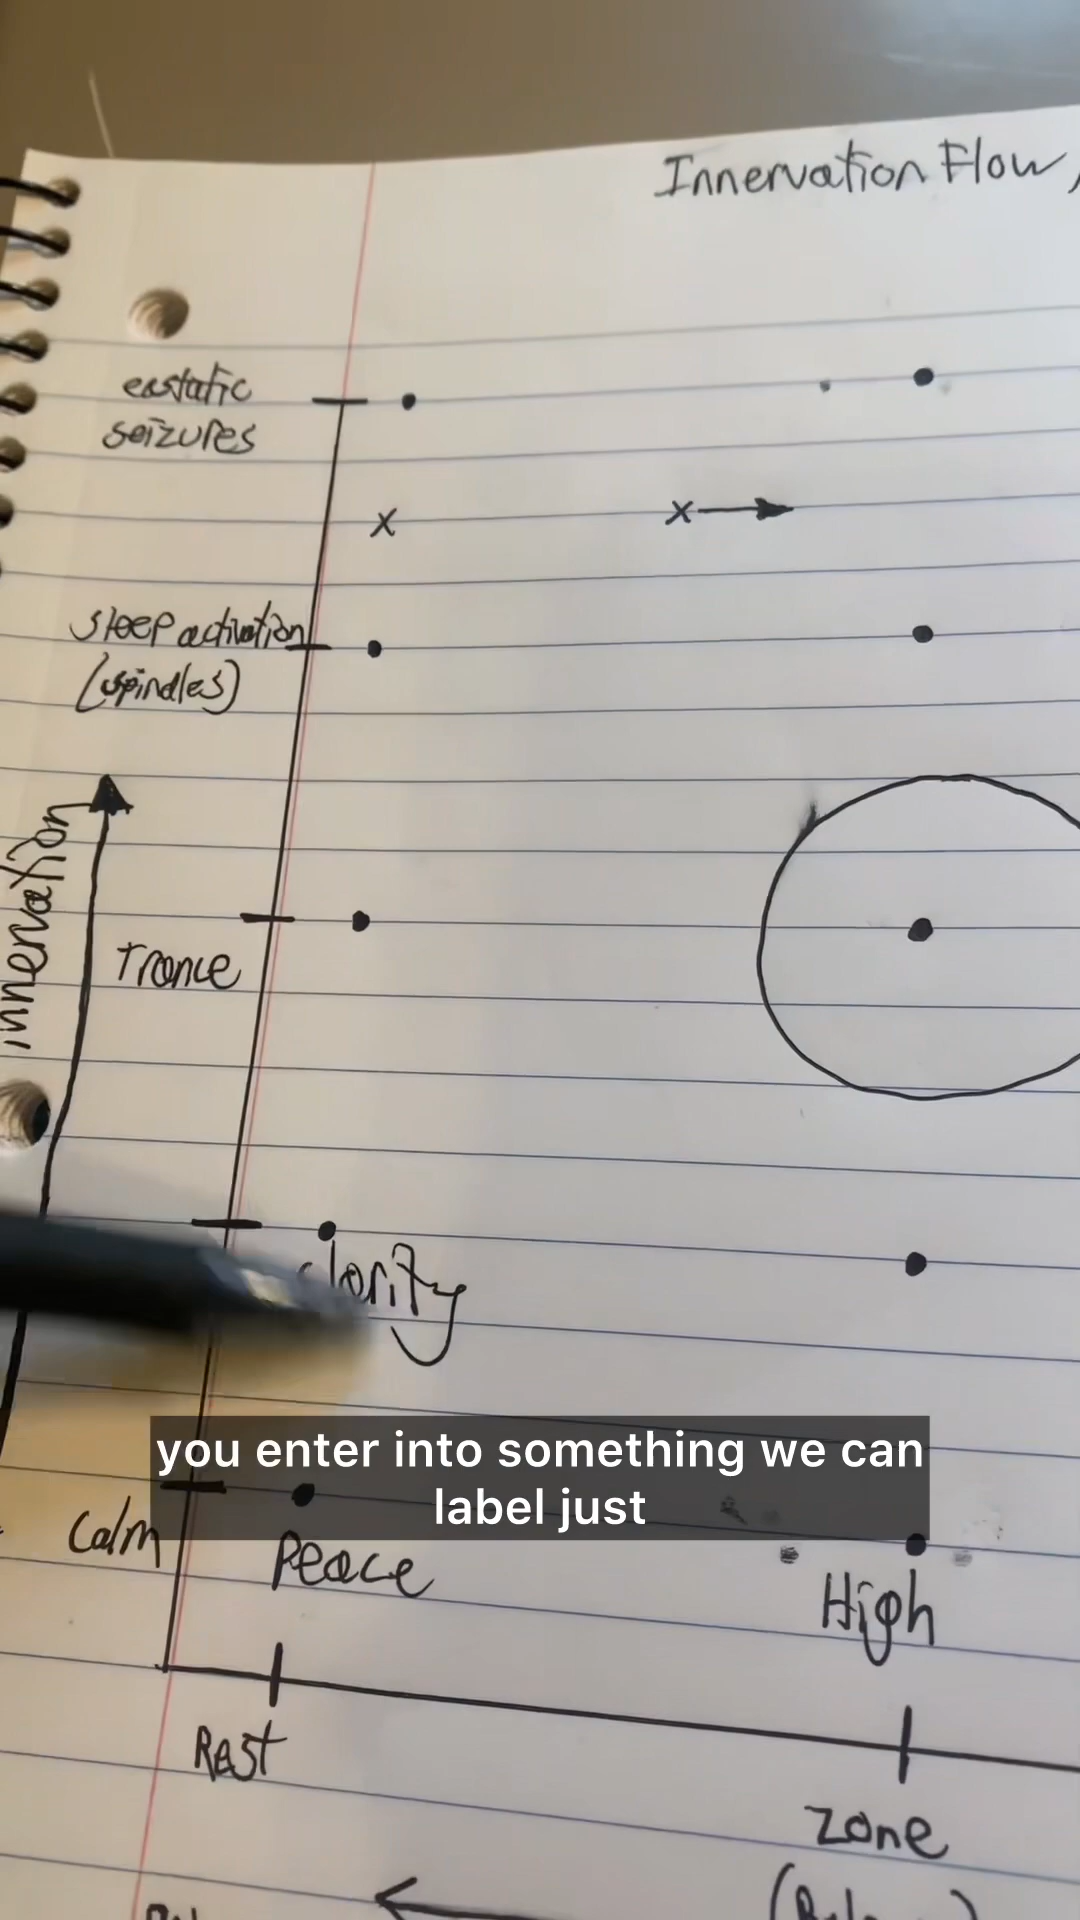 Innervation Flow,
ecstatic
seizures
x
x
sleep activation
(spindles)
innervation
Trance
clarity
you enter into something we can
label just
Calm
Peace
High
Rest
Zone